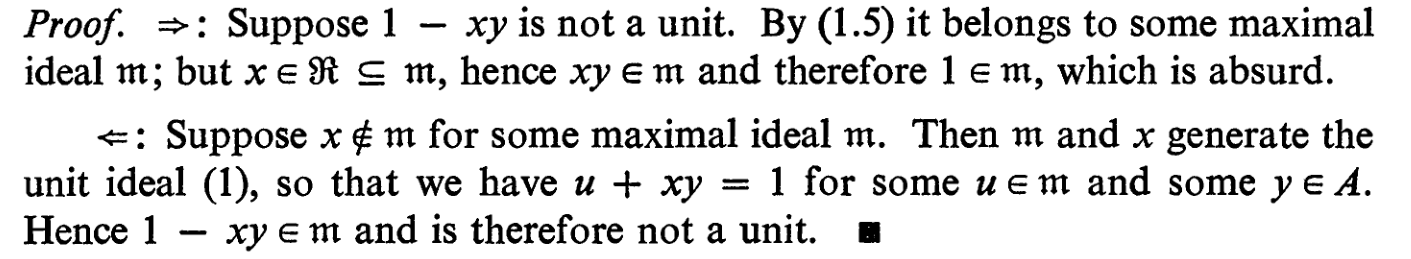 Proof. ⇒: Suppose 1 − xy is not a unit. By (1.5) it belongs to some maximal
ideal 𝔪; but x ∈ ℜ ⊆ 𝔪, hence xy ∈ 𝔪 and therefore 1 ∈ 𝔪, which is absurd.
⇐: Suppose x ∉ 𝔪 for some maximal ideal 𝔪. Then 𝔪 and x generate the
unit ideal (1), so that we have u + xy = 1 for some u ∈ 𝔪 and some y ∈ A.
Hence 1 − xy ∈ 𝔪 and is therefore not a unit. ■